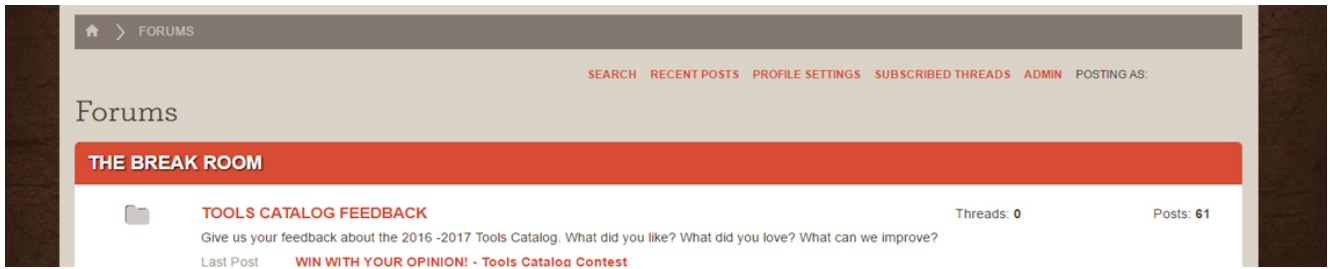 FORUMS
SEARCH RECENT POSTS PROFILE SETTINGS SUBSCRIBED THREADS ADMIN POSTING AS:
Forums
THE BREAK ROOM
TOOLS CATALOG FEEDBACK Threads: 0 Posts: 61
Give us your feedback about the 2016 -2017 Tools Catalog. What did you like? What did you love? What can we improve?
Last Post WIN WITH YOUR OPINION! - Tools Catalog Contest